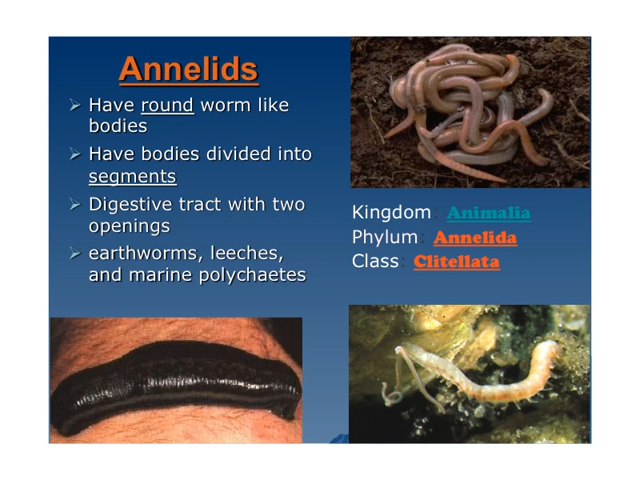 Annelids
➢ Have round worm like
bodies
➢ Have bodies divided into
segments
➢ Digestive tract with two
openings
➢ earthworms, leeches,
and marine polychaetes
Kingdom: Animalia
Phylum: Annelida
Class: Clitellata